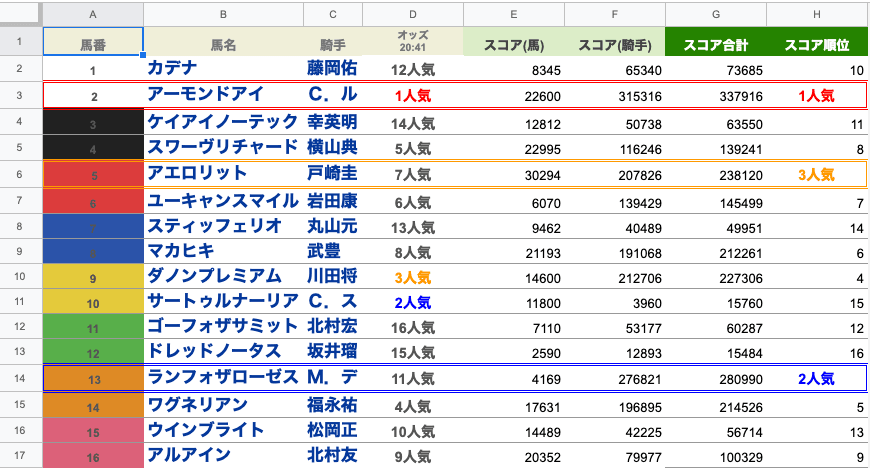 A B C D E F G H
1 馬番 馬名 騎手 オッズ 20:41 スコア(馬) スコア(騎手) スコア合計 スコア順位
2 1 カデナ 藤岡佑 12人気 8345 65340 73685 10
3 2 アーモンドアイ C．ル 1人気 22600 315316 337916 1人気
4 3 ケイアイノーテック 幸英明 14人気 12812 50738 63550 11
5 4 スワーヴリチャード 横山典 5人気 22995 116246 139241 8
6 5 アエロリット 戸崎圭 7人気 30294 207826 238120 3人気
7 6 ユーキャンスマイル 岩田康 6人気 6070 139429 145499 7
8 7 スティッフェリオ 丸山元 13人気 9462 40489 49951 14
9 8 マカヒキ 武豊 8人気 21193 191068 212261 6
10 9 ダノンプレミアム 川田将 3人気 14600 212706 227306 4
11 10 サートゥルナーリア C．ス 2人気 11800 3960 15760 15
12 11 ゴーフォザサミット 北村宏 16人気 7110 53177 60287 12
13 12 ドレッドノータス 坂井瑠 15人気 2590 12893 15484 16
14 13 ランフォザローゼス M．デ 11人気 4169 276821 280990 2人気
15 14 ワグネリアン 福永祐 4人気 17631 196895 214526 5
16 15 ウインブライト 松岡正 10人気 14489 42225 56714 13
17 16 アルアイン 北村友 9人気 20352 79977 100329 9